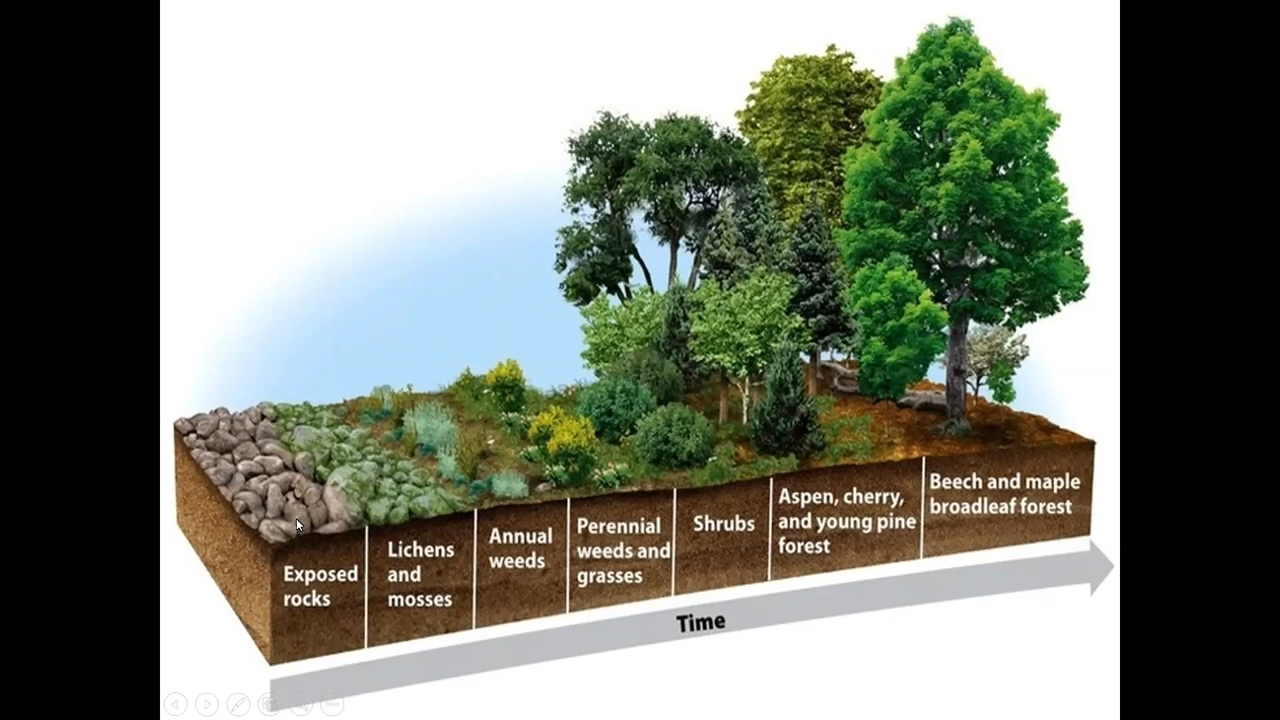 Exposed
rocks
Lichens
and
mosses
Annual
weeds
Perennial
weeds and
grasses
Shrubs
Aspen, cherry,
and young pine
forest
Beech and maple
broadleaf forest
Time